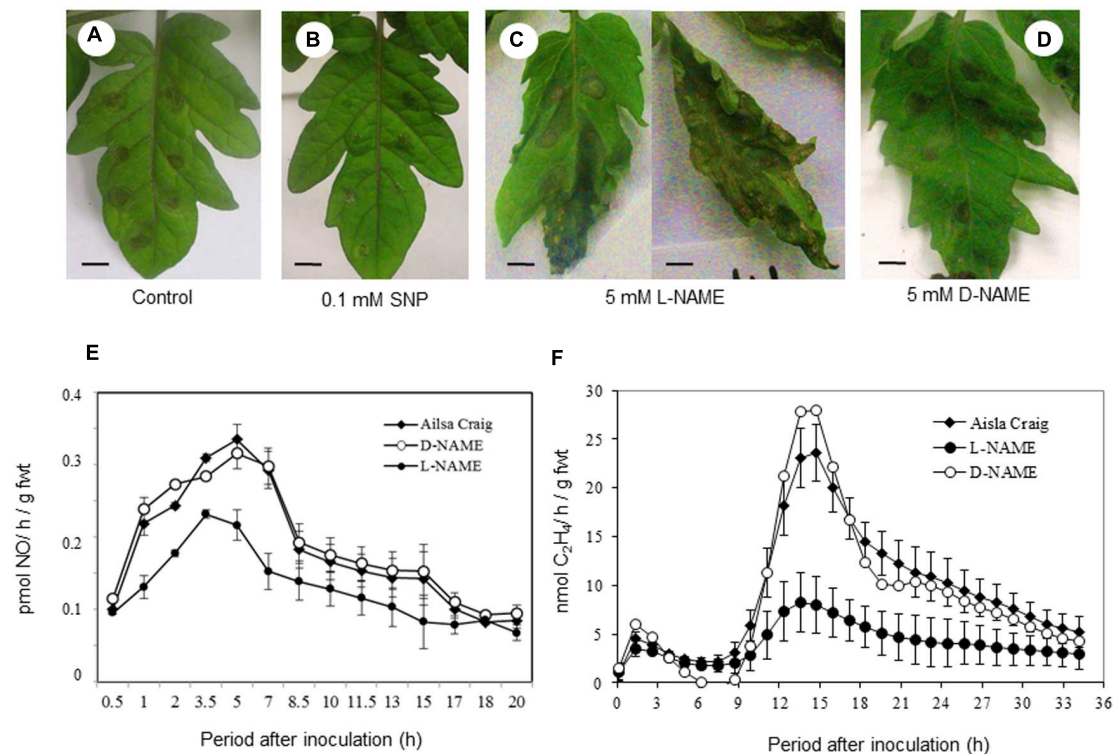 A
B
C
D
Control
0.1 mM SNP
5 mM L-NAME
5 mM D-NAME
E
F
0.4
0.3
0.2
0.1
0
pmol NO/ h / g fwt
Ailsa Craig
D-NAME
L-NAME
0.5 1 2 3.5 5 7 8.5 10 11.5 13 15 17 18 20
Period after inoculation (h)
30
25
20
15
10
5
0
nmol C₂H₄/ h / g fwt
Aisla Craig
L-NAME
D-NAME
0 3 6 9 12 15 18 21 24 27 30 33 36
Period after inoculation (h)